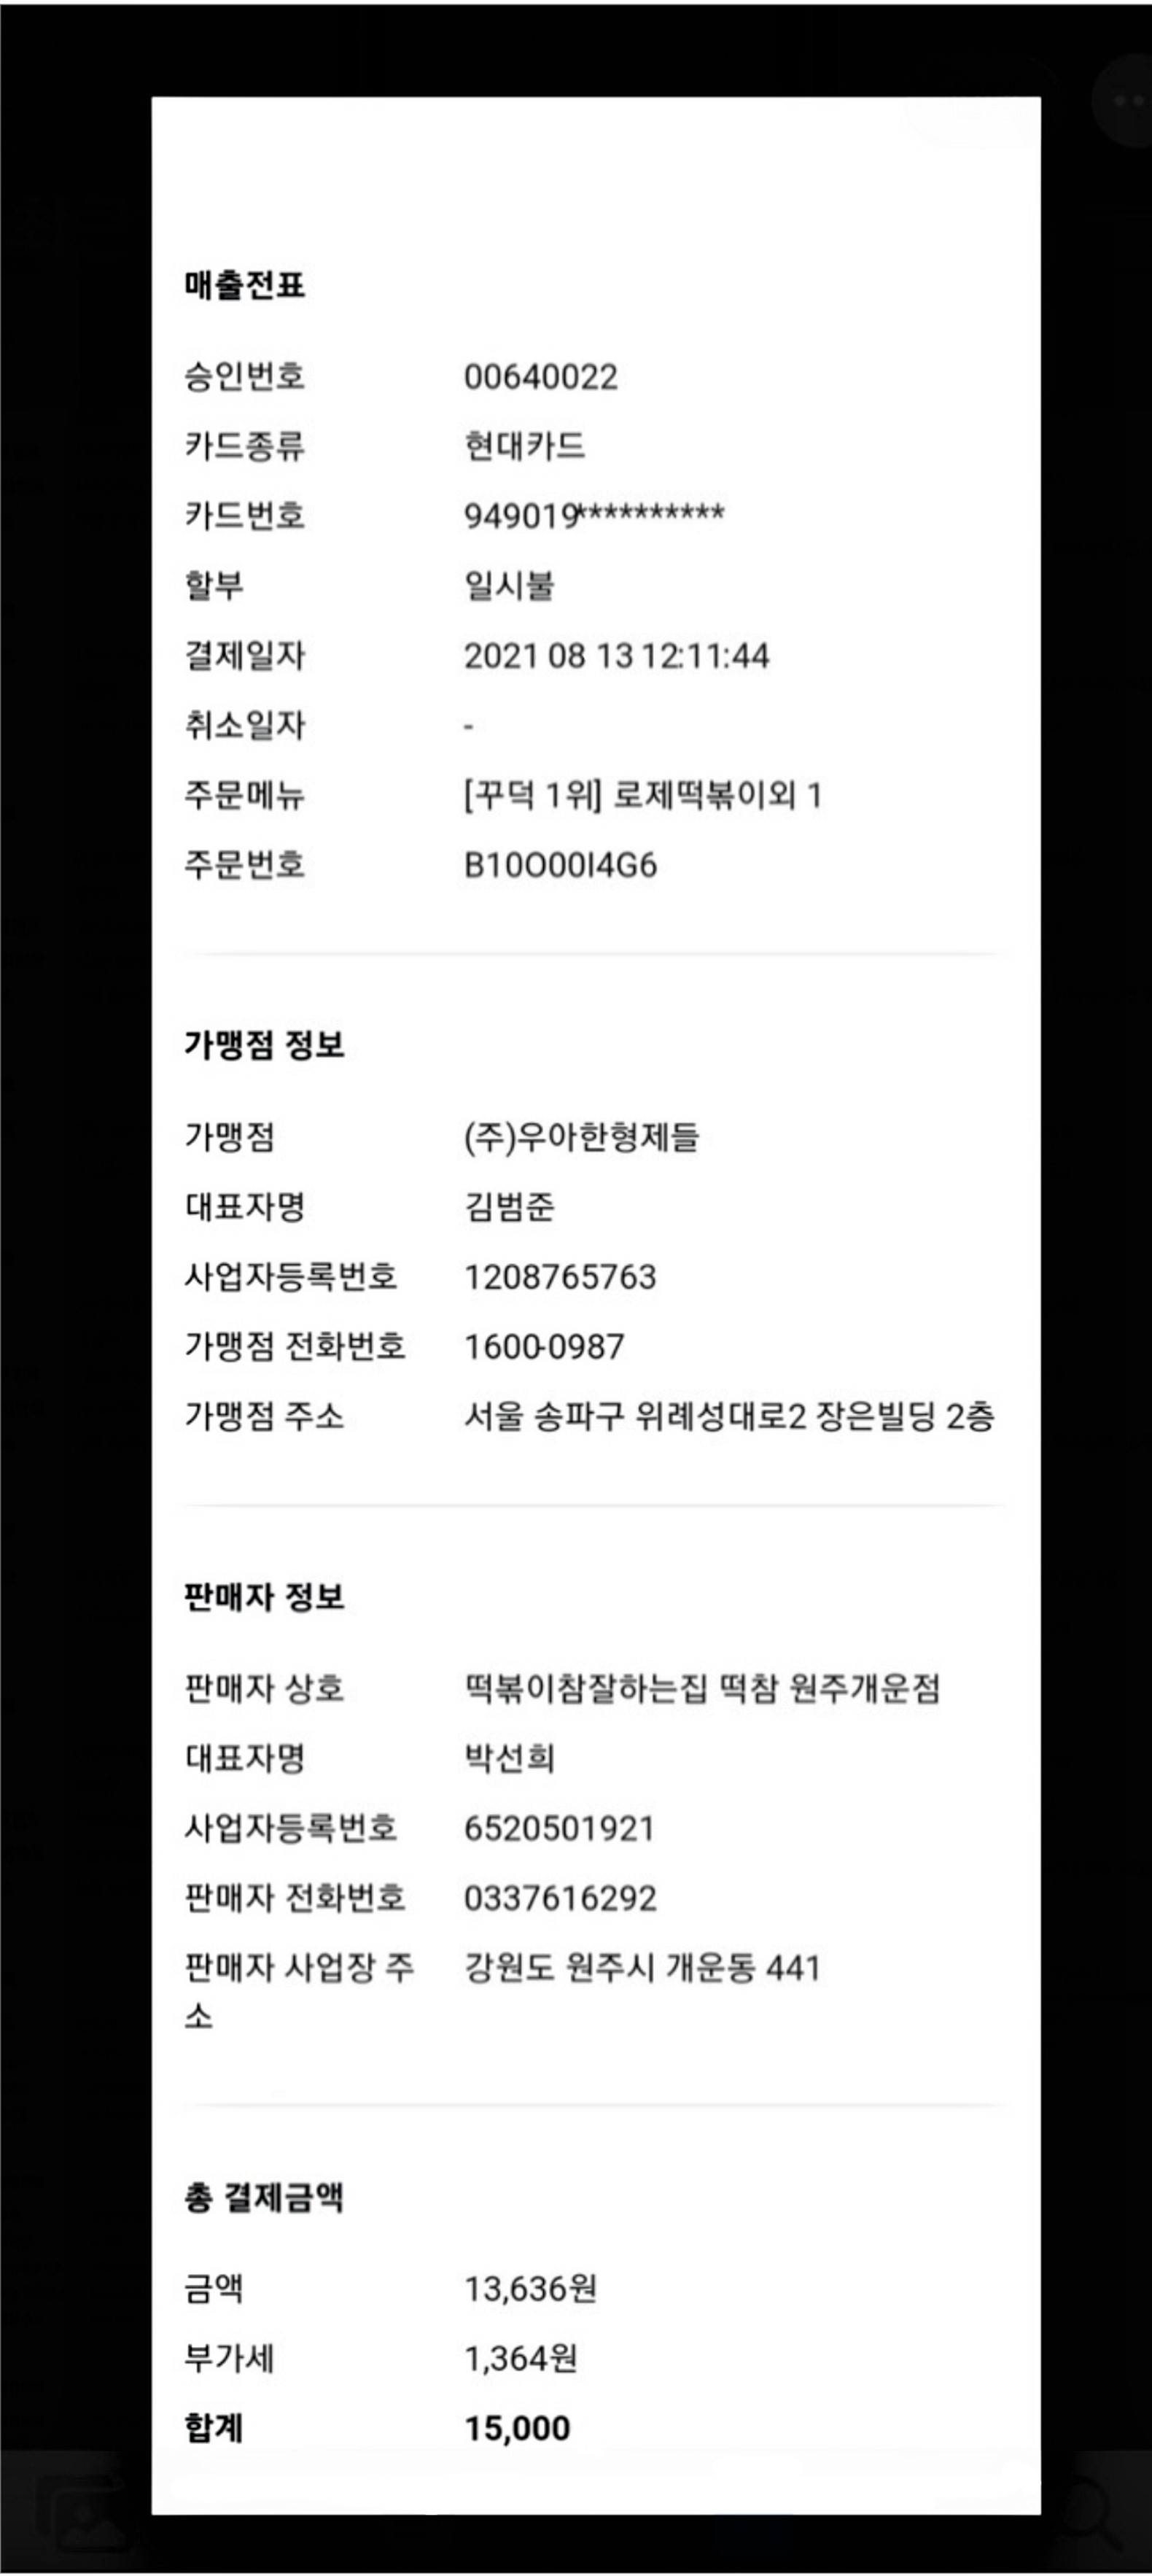 매출전표
승인번호 00640022
카드종류 현대카드
카드번호 949019**********
할부 일시불
결제일자 2021 08 13 12:11:44
취소일자 -
주문메뉴 [꾸덕 1위] 로제떡볶이외 1
주문번호 B10O00I4G6
가맹점 정보
가맹점 (주)우아한형제들
대표자명 김범준
사업자등록번호 1208765763
가맹점 전화번호 1600-0987
가맹점 주소 서울 송파구 위례성대로2 장은빌딩 2층
판매자 정보
판매자 상호 떡볶이참잘하는집 떡참 원주개운점
대표자명 박선희
사업자등록번호 6520501921
판매자 전화번호 0337616292
판매자 사업장 주 강원도 원주시 개운동 441
소
총 결제금액
금액 13,636원
부가세 1,364원
합계 15,000